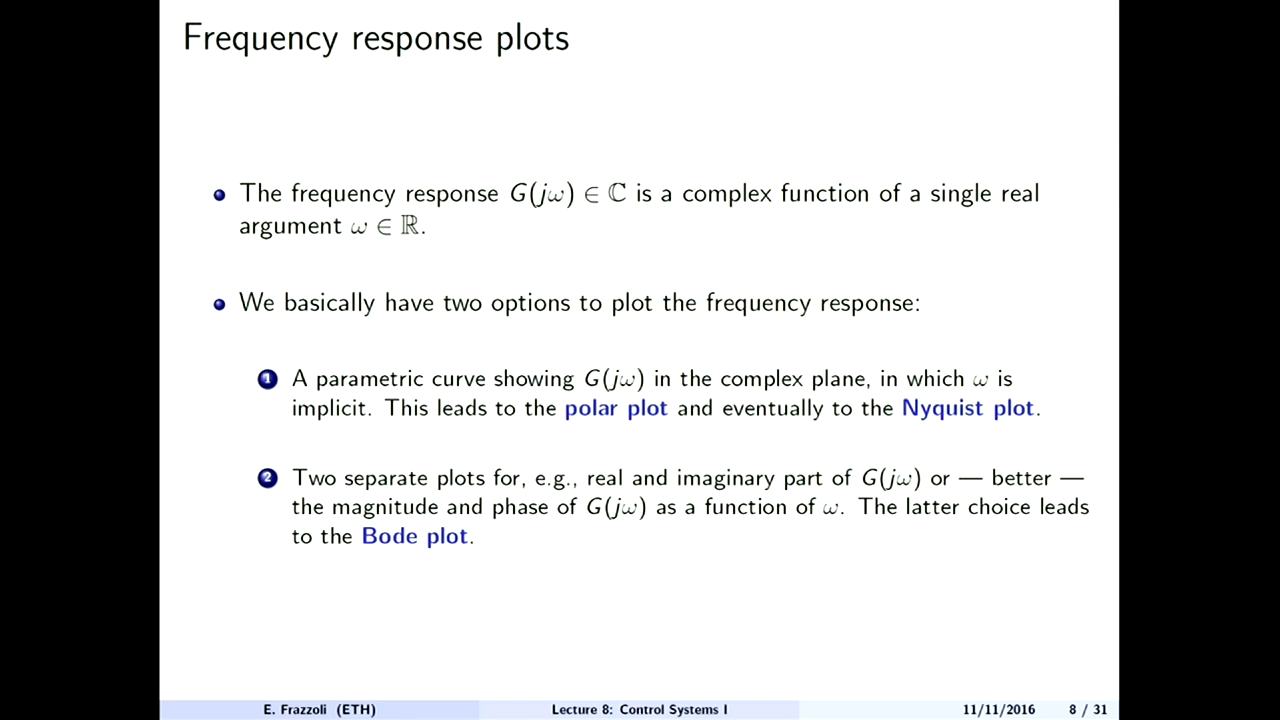 Frequency response plots
The frequency response G(jω) ∈ ℂ is a complex function of a single real
argument ω ∈ ℝ.
We basically have two options to plot the frequency response:
1 A parametric curve showing G(jω) in the complex plane, in which ω is
implicit. This leads to the polar plot and eventually to the Nyquist plot.
2 Two separate plots for, e.g., real and imaginary part of G(jω) or — better —
the magnitude and phase of G(jω) as a function of ω. The latter choice leads
to the Bode plot.
E. Frazzoli (ETH) Lecture 8: Control Systems I 11/11/2016 8 / 31